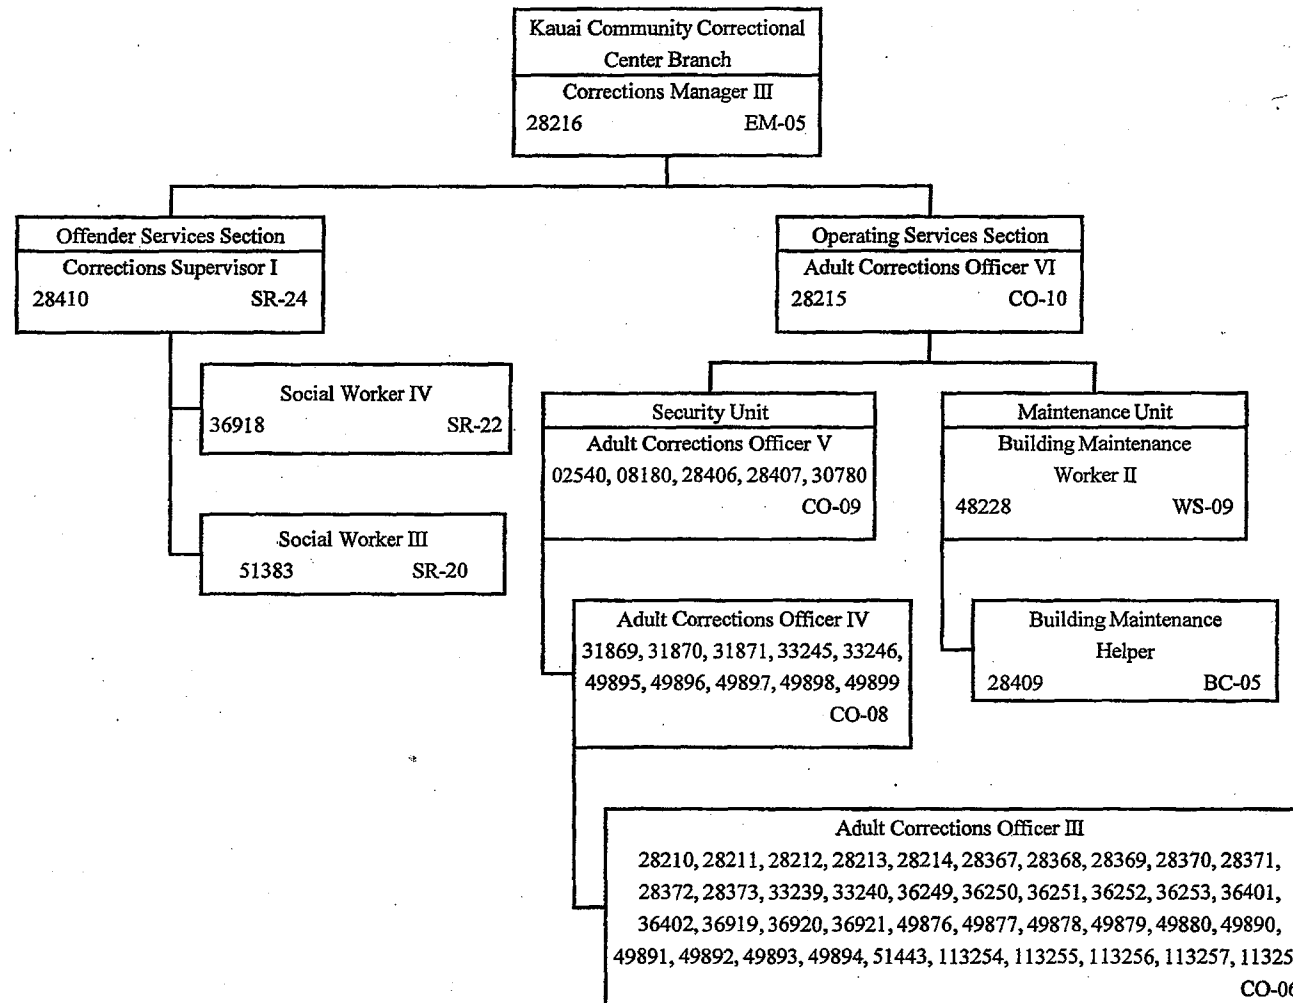 Kauai Community Correctional
Center Branch
Corrections Manager III
28216 EM-05
Offender Services Section
Corrections Supervisor I
28410 SR-24
Social Worker IV
36918 SR-22
Social Worker III
51383 SR-20
Operating Services Section
Adult Corrections Officer VI
28215 CO-10
Security Unit
Adult Corrections Officer V
02540, 08180, 28406, 28407, 30780
CO-09
Adult Corrections Officer IV
31869, 31870, 31871, 33245, 33246,
49895, 49896, 49897, 49898, 49899
CO-08
Adult Corrections Officer III
28210, 28211, 28212, 28213, 28214, 28367, 28368, 28369, 28370, 28371,
28372, 28373, 33239, 33240, 36249, 36250, 36251, 36252, 36253, 36401,
36402, 36919, 36920, 36921, 49876, 49877, 49878, 49879, 49880, 49890,
49891, 49892, 49893, 49894, 51443, 113254, 113255, 113256, 113257, 11325
CO-06
Maintenance Unit
Building Maintenance
Worker II
48228 WS-09
Building Maintenance
Helper
28409 BC-05